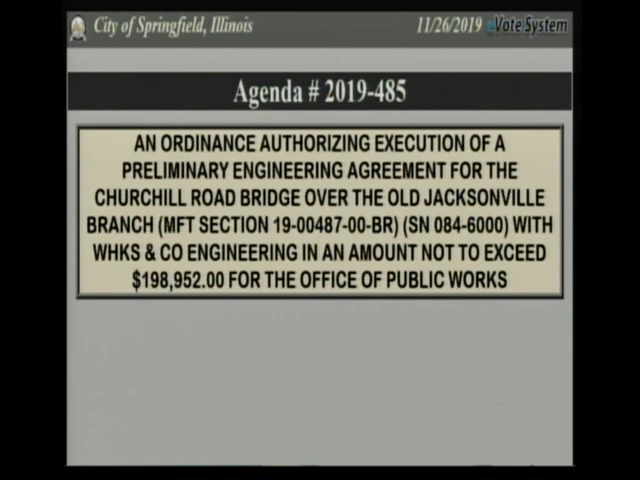 City of Springfield, Illinois 11/26/2019 eVote System
Agenda # 2019-485
AN ORDINANCE AUTHORIZING EXECUTION OF A
PRELIMINARY ENGINEERING AGREEMENT FOR THE
CHURCHILL ROAD BRIDGE OVER THE OLD JACKSONVILLE
BRANCH (MFT SECTION 19-00487-00-BR) (SN 084-6000) WITH
WHKS & CO ENGINEERING IN AN AMOUNT NOT TO EXCEED
$198,952.00 FOR THE OFFICE OF PUBLIC WORKS